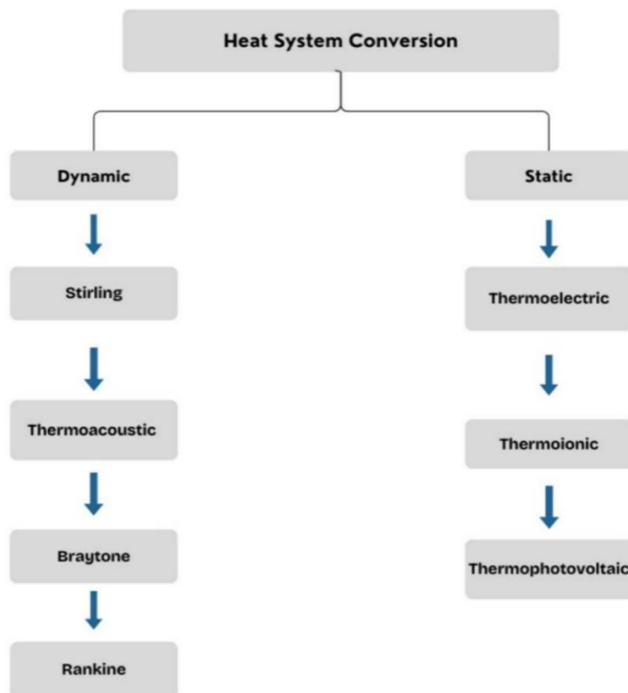 Heat System Conversion
Dynamic
Static
Stirling
Thermoelectric
Thermoacoustic
Thermoionic
Braytone
Thermophotovoltaic
Rankine